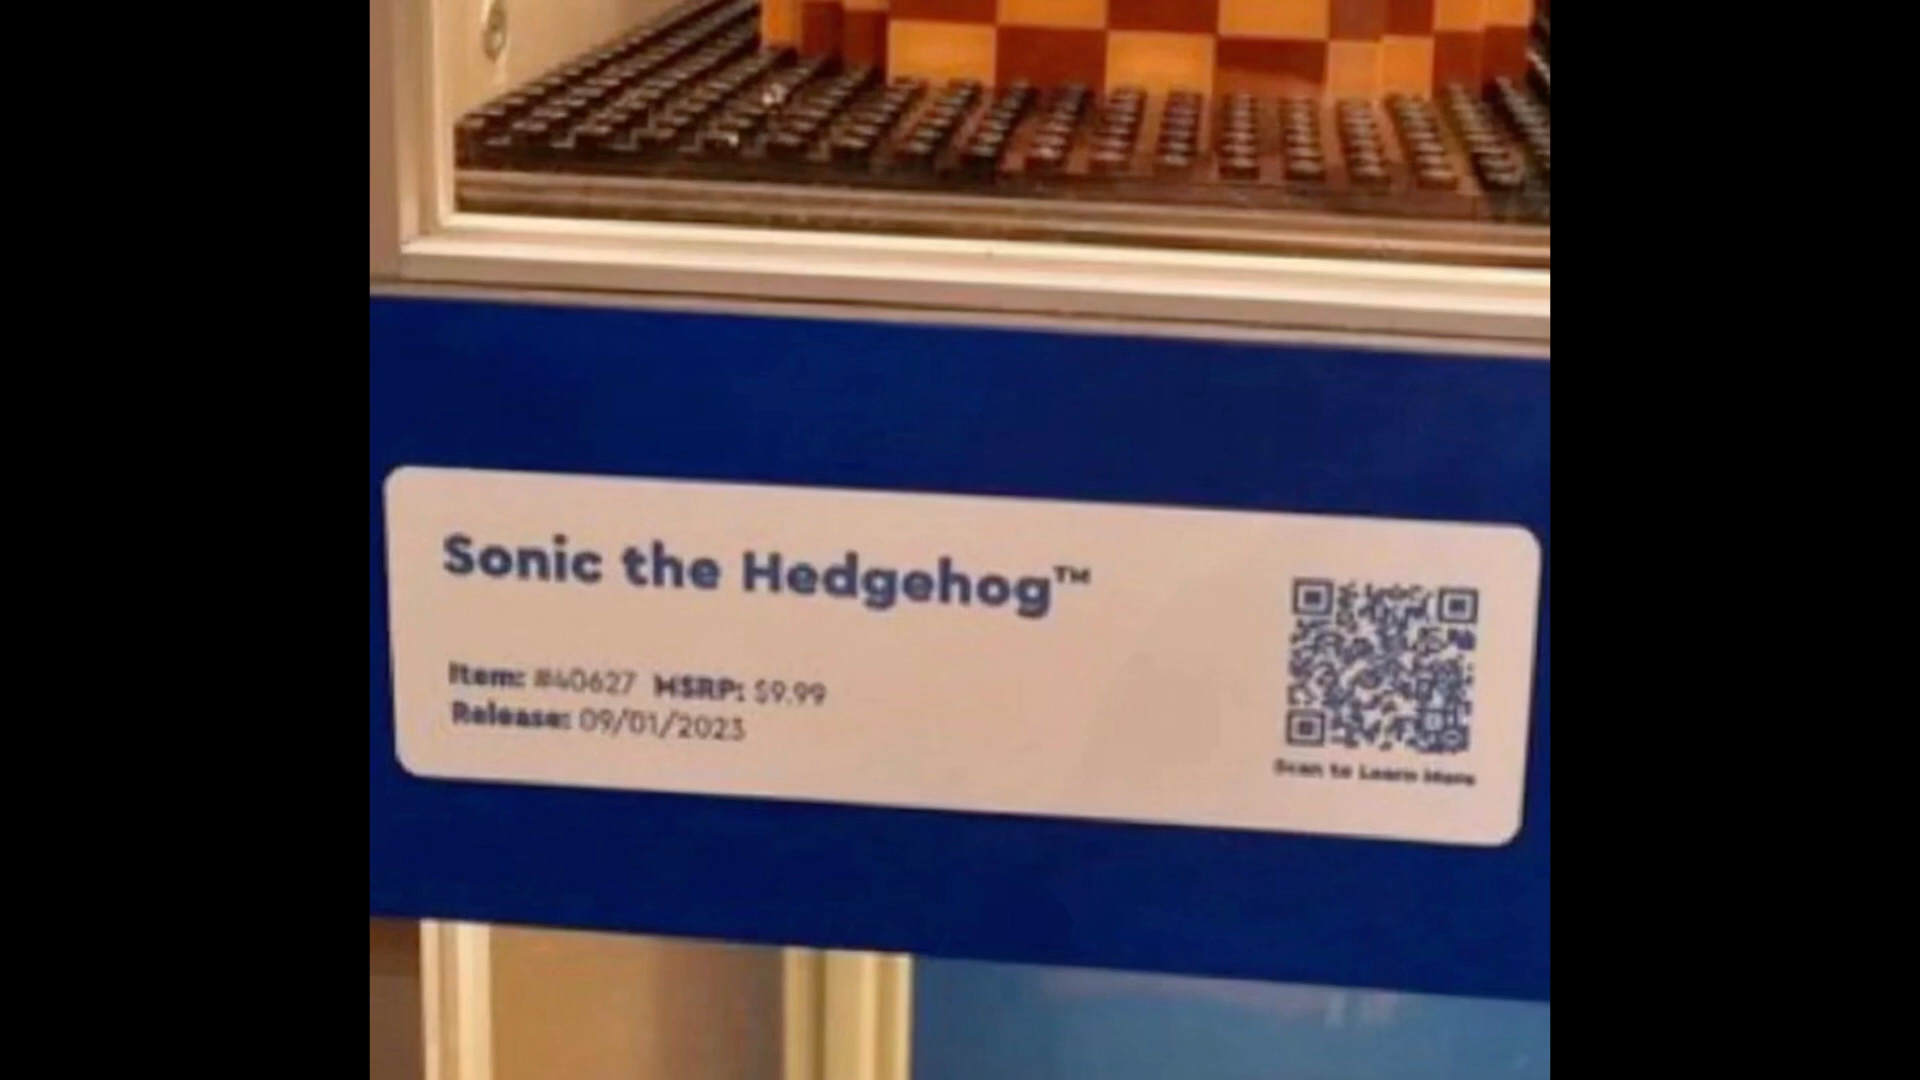 Sonic the Hedgehog™
Item: #40627 MSRP: $9.99
Release: 09/01/2023
Scan to Learn More